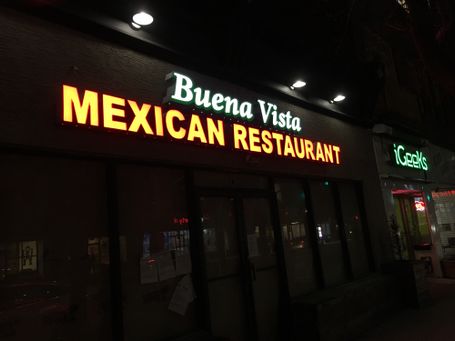 Buena Vista
MEXICAN RESTAURANT
iGeeks